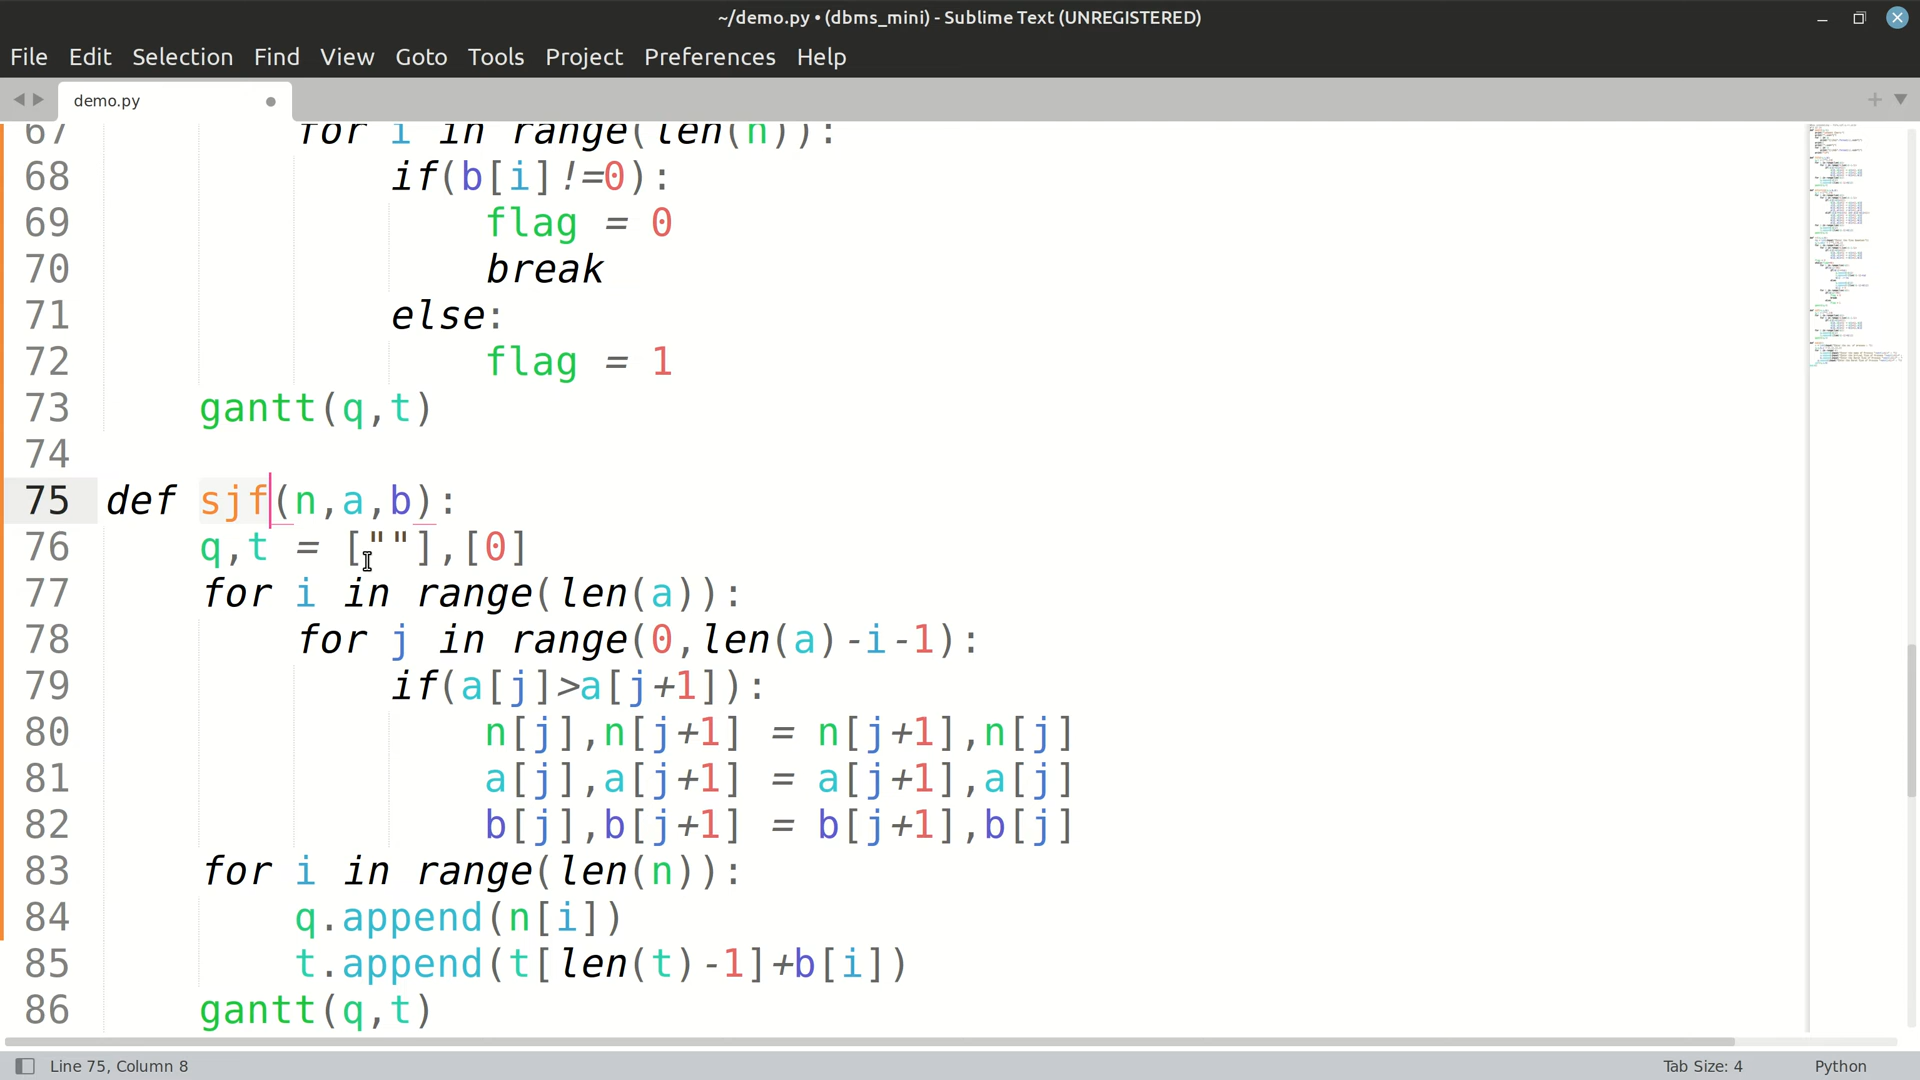 ~/demo.py • (dbms_mini) - Sublime Text (UNREGISTERED)
File Edit Selection Find View Goto Tools Project Preferences Help
demo.py
67 for i in range(len(n)):
68 if(b[i]!=0):
69 flag = 0
70 break
71 else:
72 flag = 1
73 gantt(q,t)
74
75 def sjf(n,a,b):
76 q,t = [""],[0]
77 for i in range(len(a)):
78 for j in range(0,len(a)-i-1):
79 if(a[j]>a[j+1]):
80 n[j],n[j+1] = n[j+1],n[j]
81 a[j],a[j+1] = a[j+1],a[j]
82 b[j],b[j+1] = b[j+1],b[j]
83 for i in range(len(n)):
84 q.append(n[i])
85 t.append(t[len(t)-1]+b[i])
86 gantt(q,t)
Line 75, Column 8 Tab Size: 4 Python